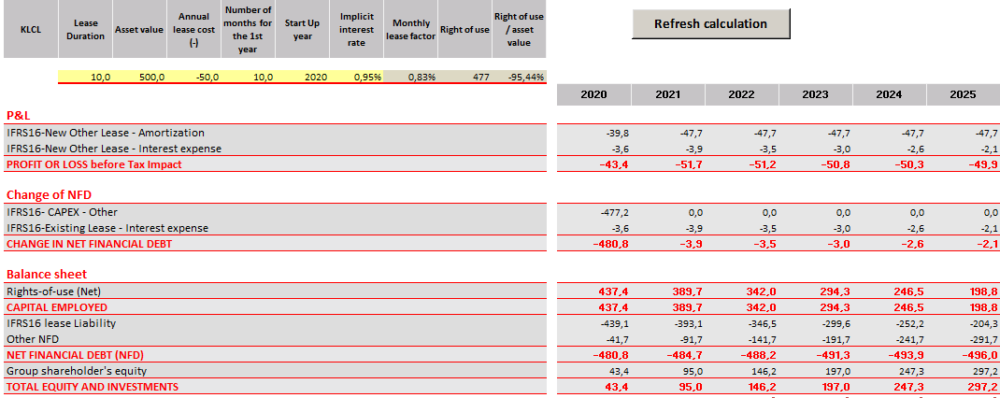 KLCL Lease Duration Asset value Annual lease cost (-) Number of months for the 1st year Start Up year Implicit interest rate Monthly lease factor Right of use Right of use / asset value
Refresh calculation
10,0 500,0 -50,0 10,0 2020 0,95% 0,83% 477 -95,44%
2020 2021 2022 2023 2024 2025
P&L
IFRS16-New Other Lease - Amortization -39,8 -47,7 -47,7 -47,7 -47,7 -47,7
IFRS16-New Other Lease - Interest expense -3,6 -3,9 -3,5 -3,0 -2,6 -2,1
PROFIT OR LOSS before Tax Impact -43,4 -51,7 -51,2 -50,8 -50,3 -49,9
Change of NFD
IFRS16- CAPEX - Other -477,2 0,0 0,0 0,0 0,0 0,0
IFRS16-Existing Lease - Interest expense -3,6 -3,9 -3,5 -3,0 -2,6 -2,1
CHANGE IN NET FINANCIAL DEBT -480,8 -3,9 -3,5 -3,0 -2,6 -2,1
Balance sheet
Rights-of-use (Net) 437,4 389,7 342,0 294,3 246,5 198,8
CAPITAL EMPLOYED 437,4 389,7 342,0 294,3 246,5 198,8
IFRS16 lease Liability -439,1 -393,1 -346,5 -299,6 -252,2 -204,3
Other NFD -41,7 -91,7 -141,7 -191,7 -241,7 -291,7
NET FINANCIAL DEBT (NFD) -480,8 -484,7 -488,2 -491,3 -493,9 -496,0
Group shareholder's equity 43,4 95,0 146,2 197,0 247,3 297,2
TOTAL EQUITY AND INVESTMENTS 43,4 95,0 146,2 197,0 247,3 297,2